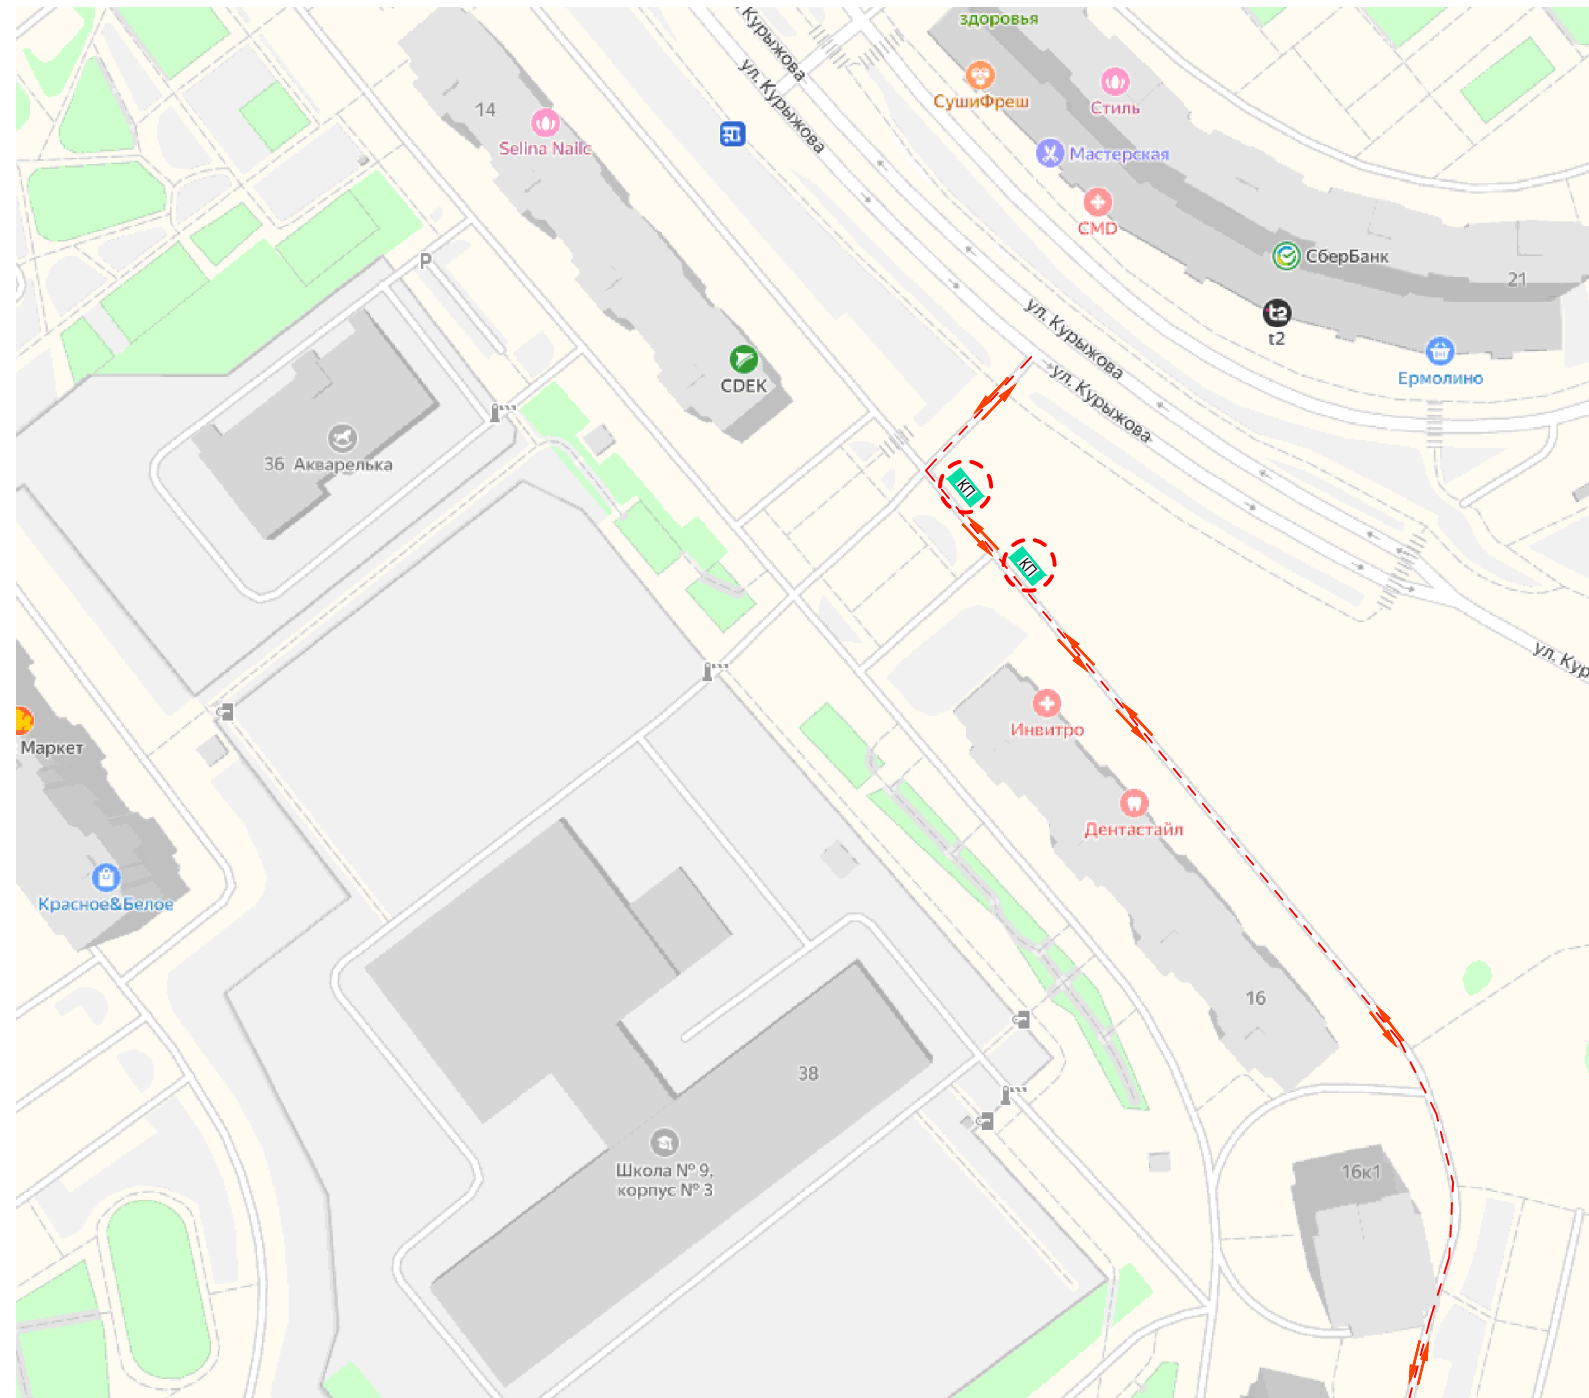 здоровья
Курыжова
ул. Курыжова
СушиФреш
Стиль
14
Selina Nails
Мастерская
CMD
СберБанк
21
P
t2
t2
ул. Курыжова
Ермолино
CDEK
ул. Курыжова
36 Акварелька
КП
КП
ул. Кур
Инвитро
Маркет
Дентастайл
Красное&Белое
16
38
Школа № 9,
корпус № 3
16к1